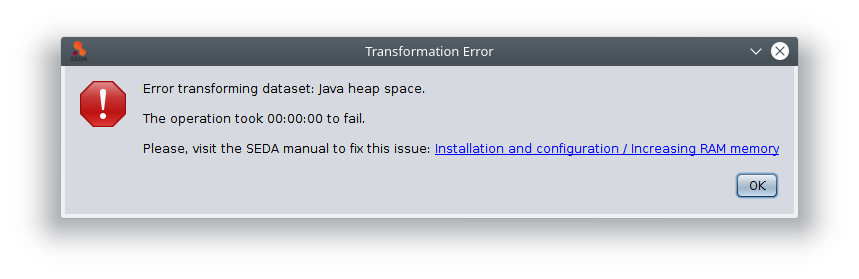 SEDA
Transformation Error
Error transforming dataset: Java heap space.
The operation took 00:00:00 to fail.
Please, visit the SEDA manual to fix this issue: Installation and configuration / Increasing RAM memory
OK